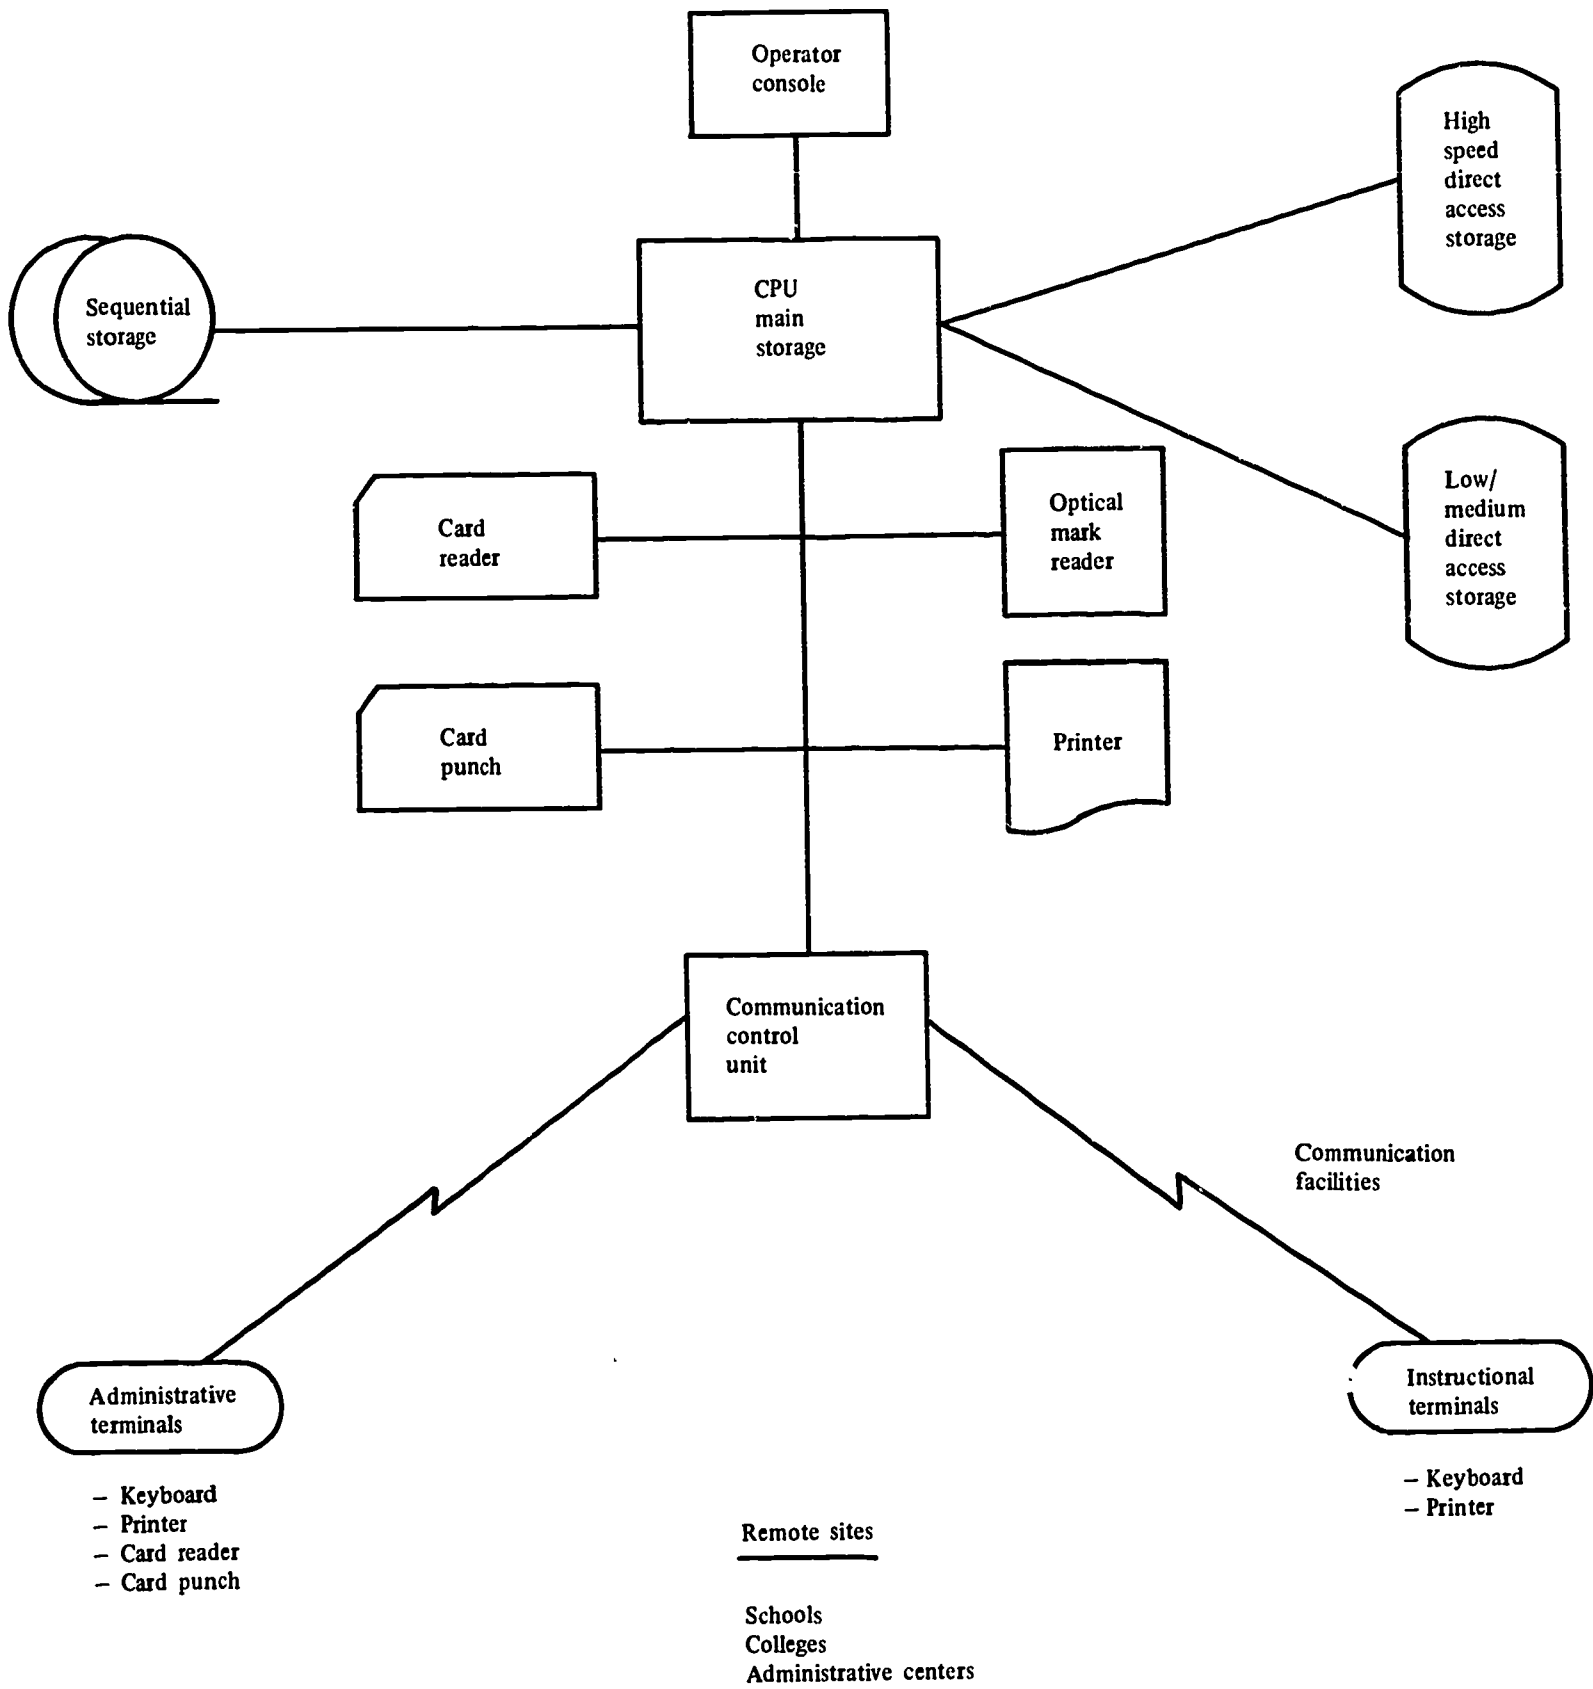 Operator
console
High
speed
direct
access
storage
Sequential
storage
CPU
main
storage
Card
reader
Optical
mark
reader
Low/
medium
direct
access
storage
Card
punch
Printer
Communication
control
unit
Communication
facilities
Administrative
terminals
– Keyboard
– Printer
– Card reader
– Card punch
Instructional
terminals
– Keyboard
– Printer
Remote sites
Schools
Colleges
Administrative centers